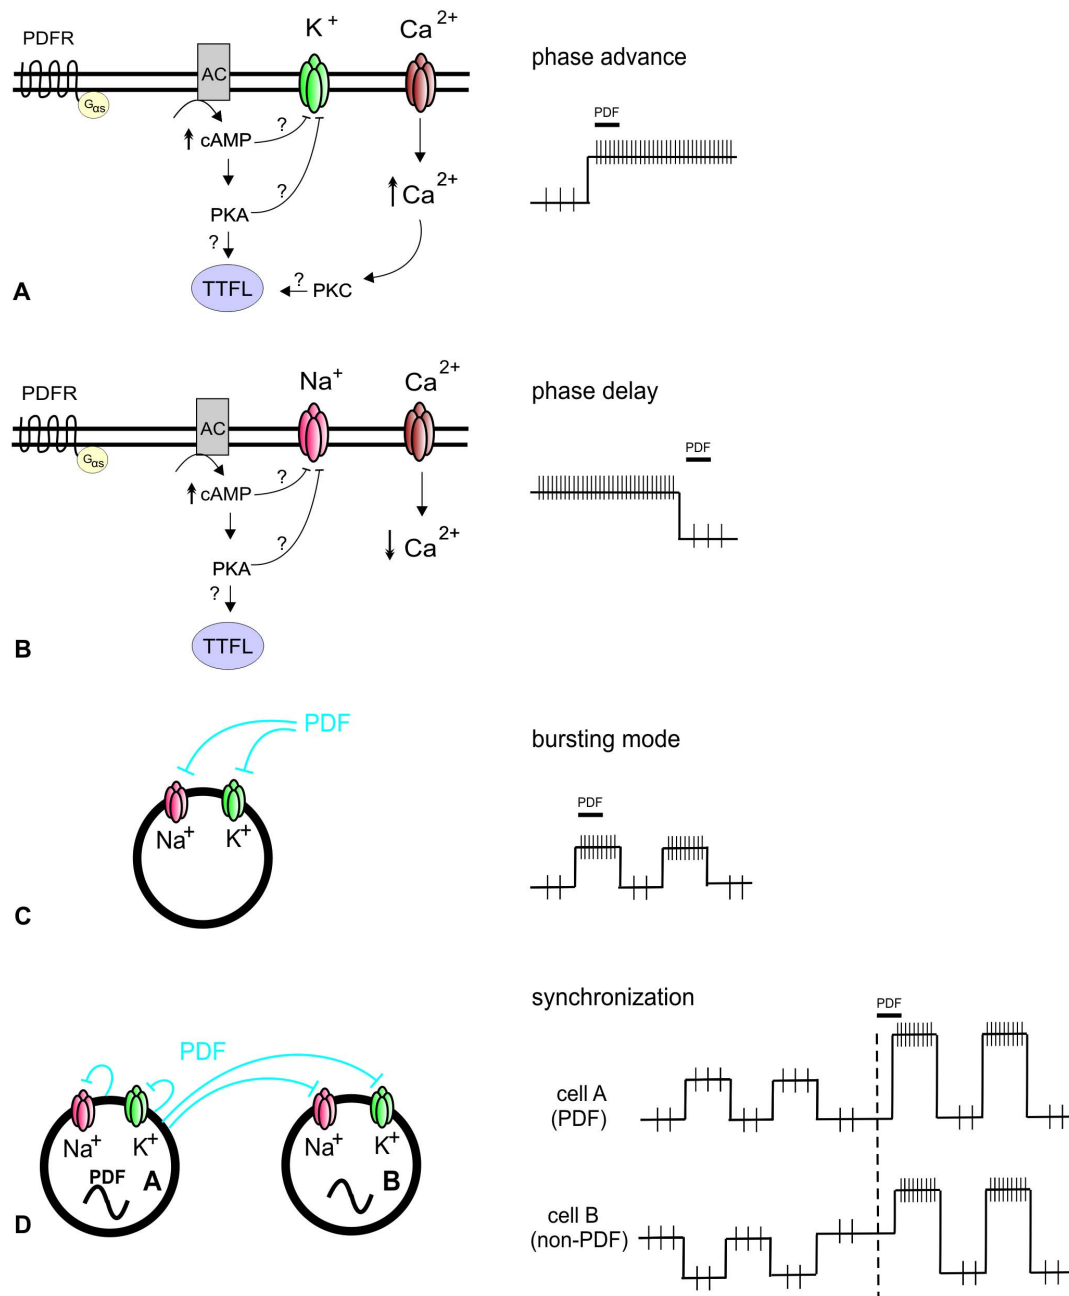 K+
Ca2+
PDFR
phase advance
AC
PDF
Gαs
?
cAMP
?
Ca2+
PKA
?
TTFL
?
PKC
A
Na+
Ca2+
PDFR
phase delay
AC
PDF
Gαs
?
cAMP
?
Ca2+
PKA
?
TTFL
B
PDF
bursting mode
PDF
Na+
K+
C
synchronization
PDF
PDF
cell A
(PDF)
Na+
K+
Na+
K+
PDF
A
B
D
cell B
(non-PDF)